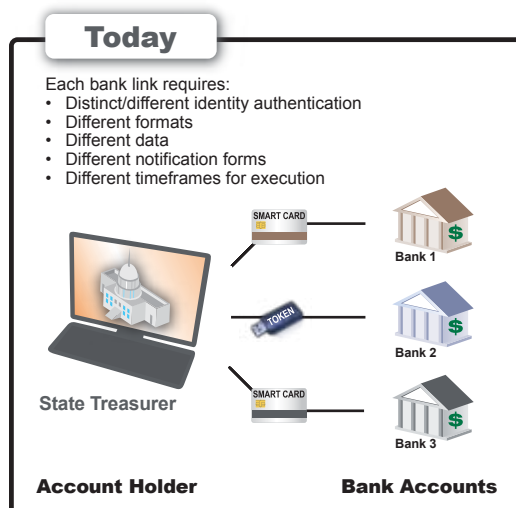 Today
Each bank link requires:
• Distinct/different identity authentication
• Different formats
• Different data
• Different notification forms
• Different timeframes for execution
SMART CARD
$
Bank 1
TOKEN
$
Bank 2
State Treasurer
SMART CARD
$
Bank 3
Account Holder
Bank Accounts